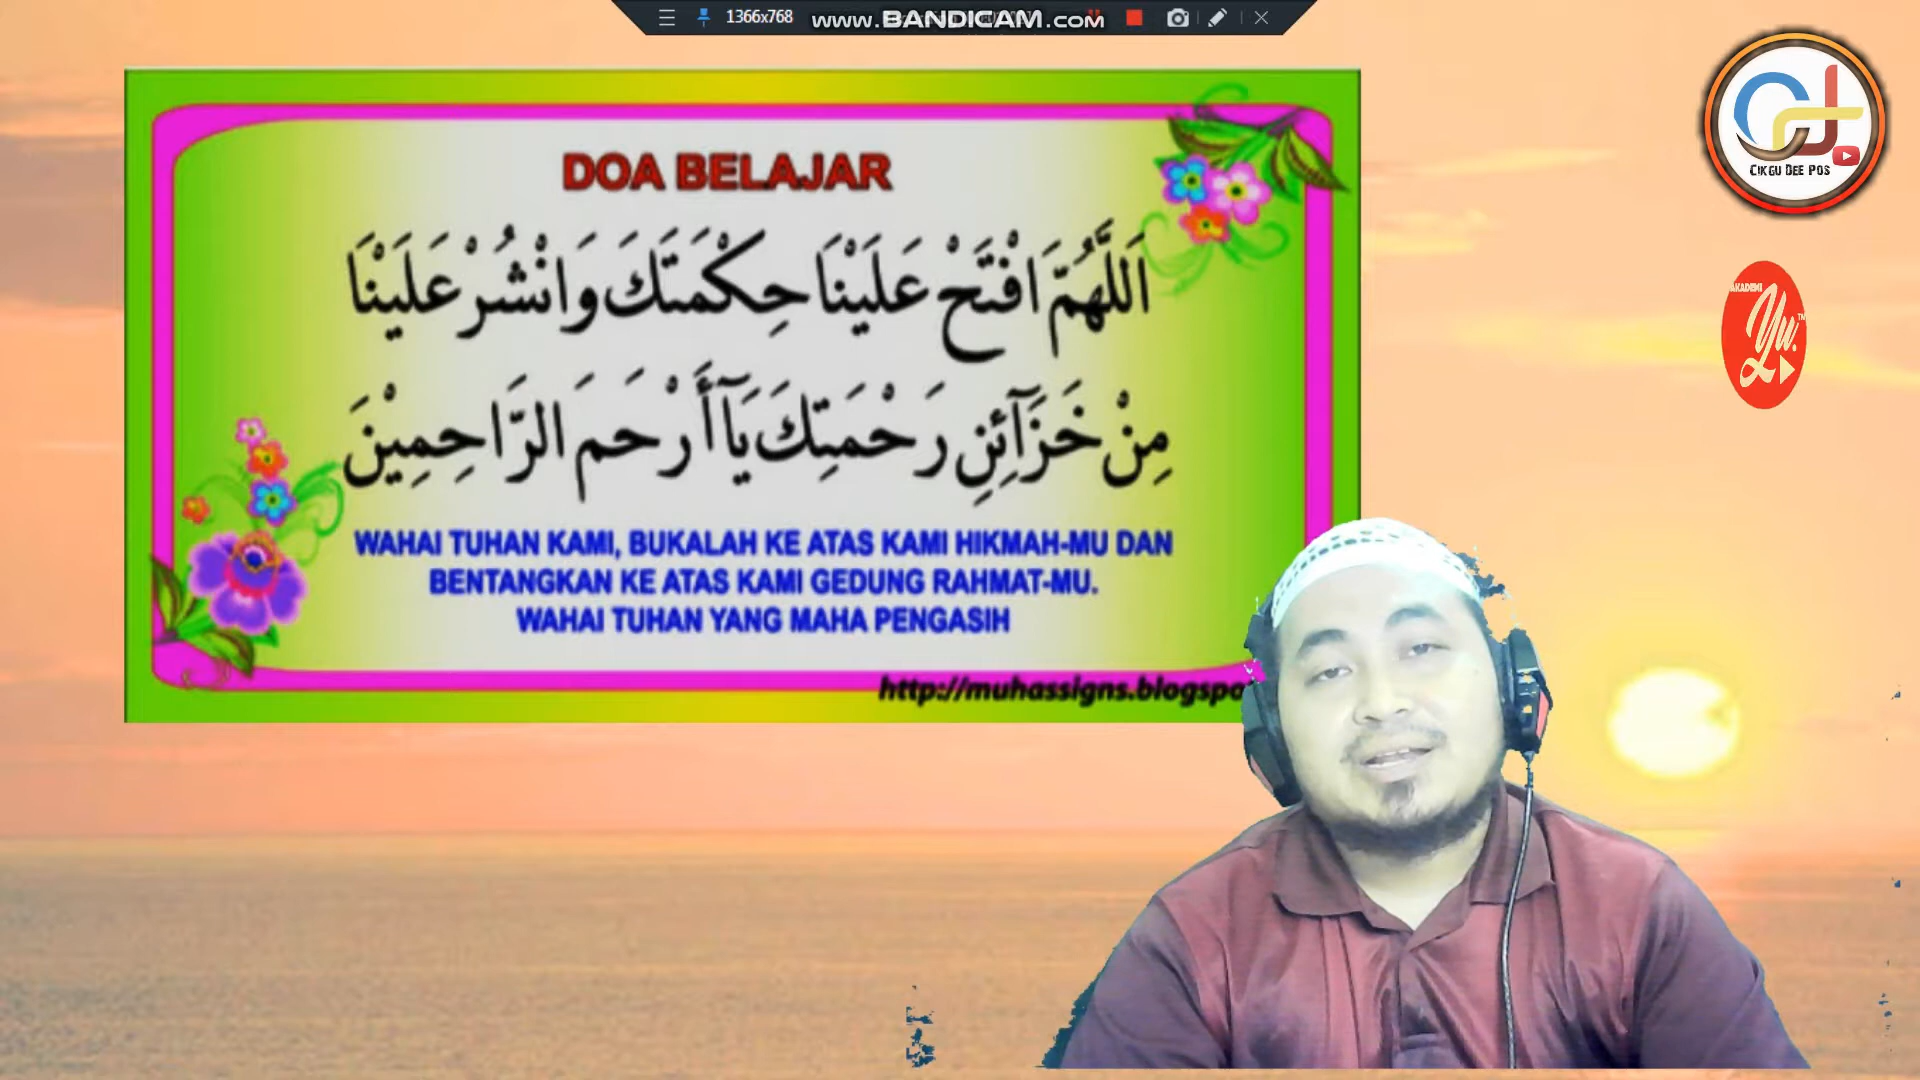 1366x768
www.BANDICAM.com
CIKGU DEE POS
DOA BELAJAR
اَللَّهُمَّ افْتَحْ عَلَيْنَا حِكْمَتَكَ وَانْشُرْ عَلَيْنَا
مِنْ خَزَآئِنِ رَحْمَتِكَ يَآ أَرْحَمَ الرَّاحِمِيْنَ
WAHAI TUHAN KAMI, BUKALAH KE ATAS KAMI HIKMAH-MU DAN
BENTANGKAN KE ATAS KAMI GEDUNG RAHMAT-MU.
WAHAI TUHAN YANG MAHA PENGASIH
http://muhassigns.blogspo
AKADEMI